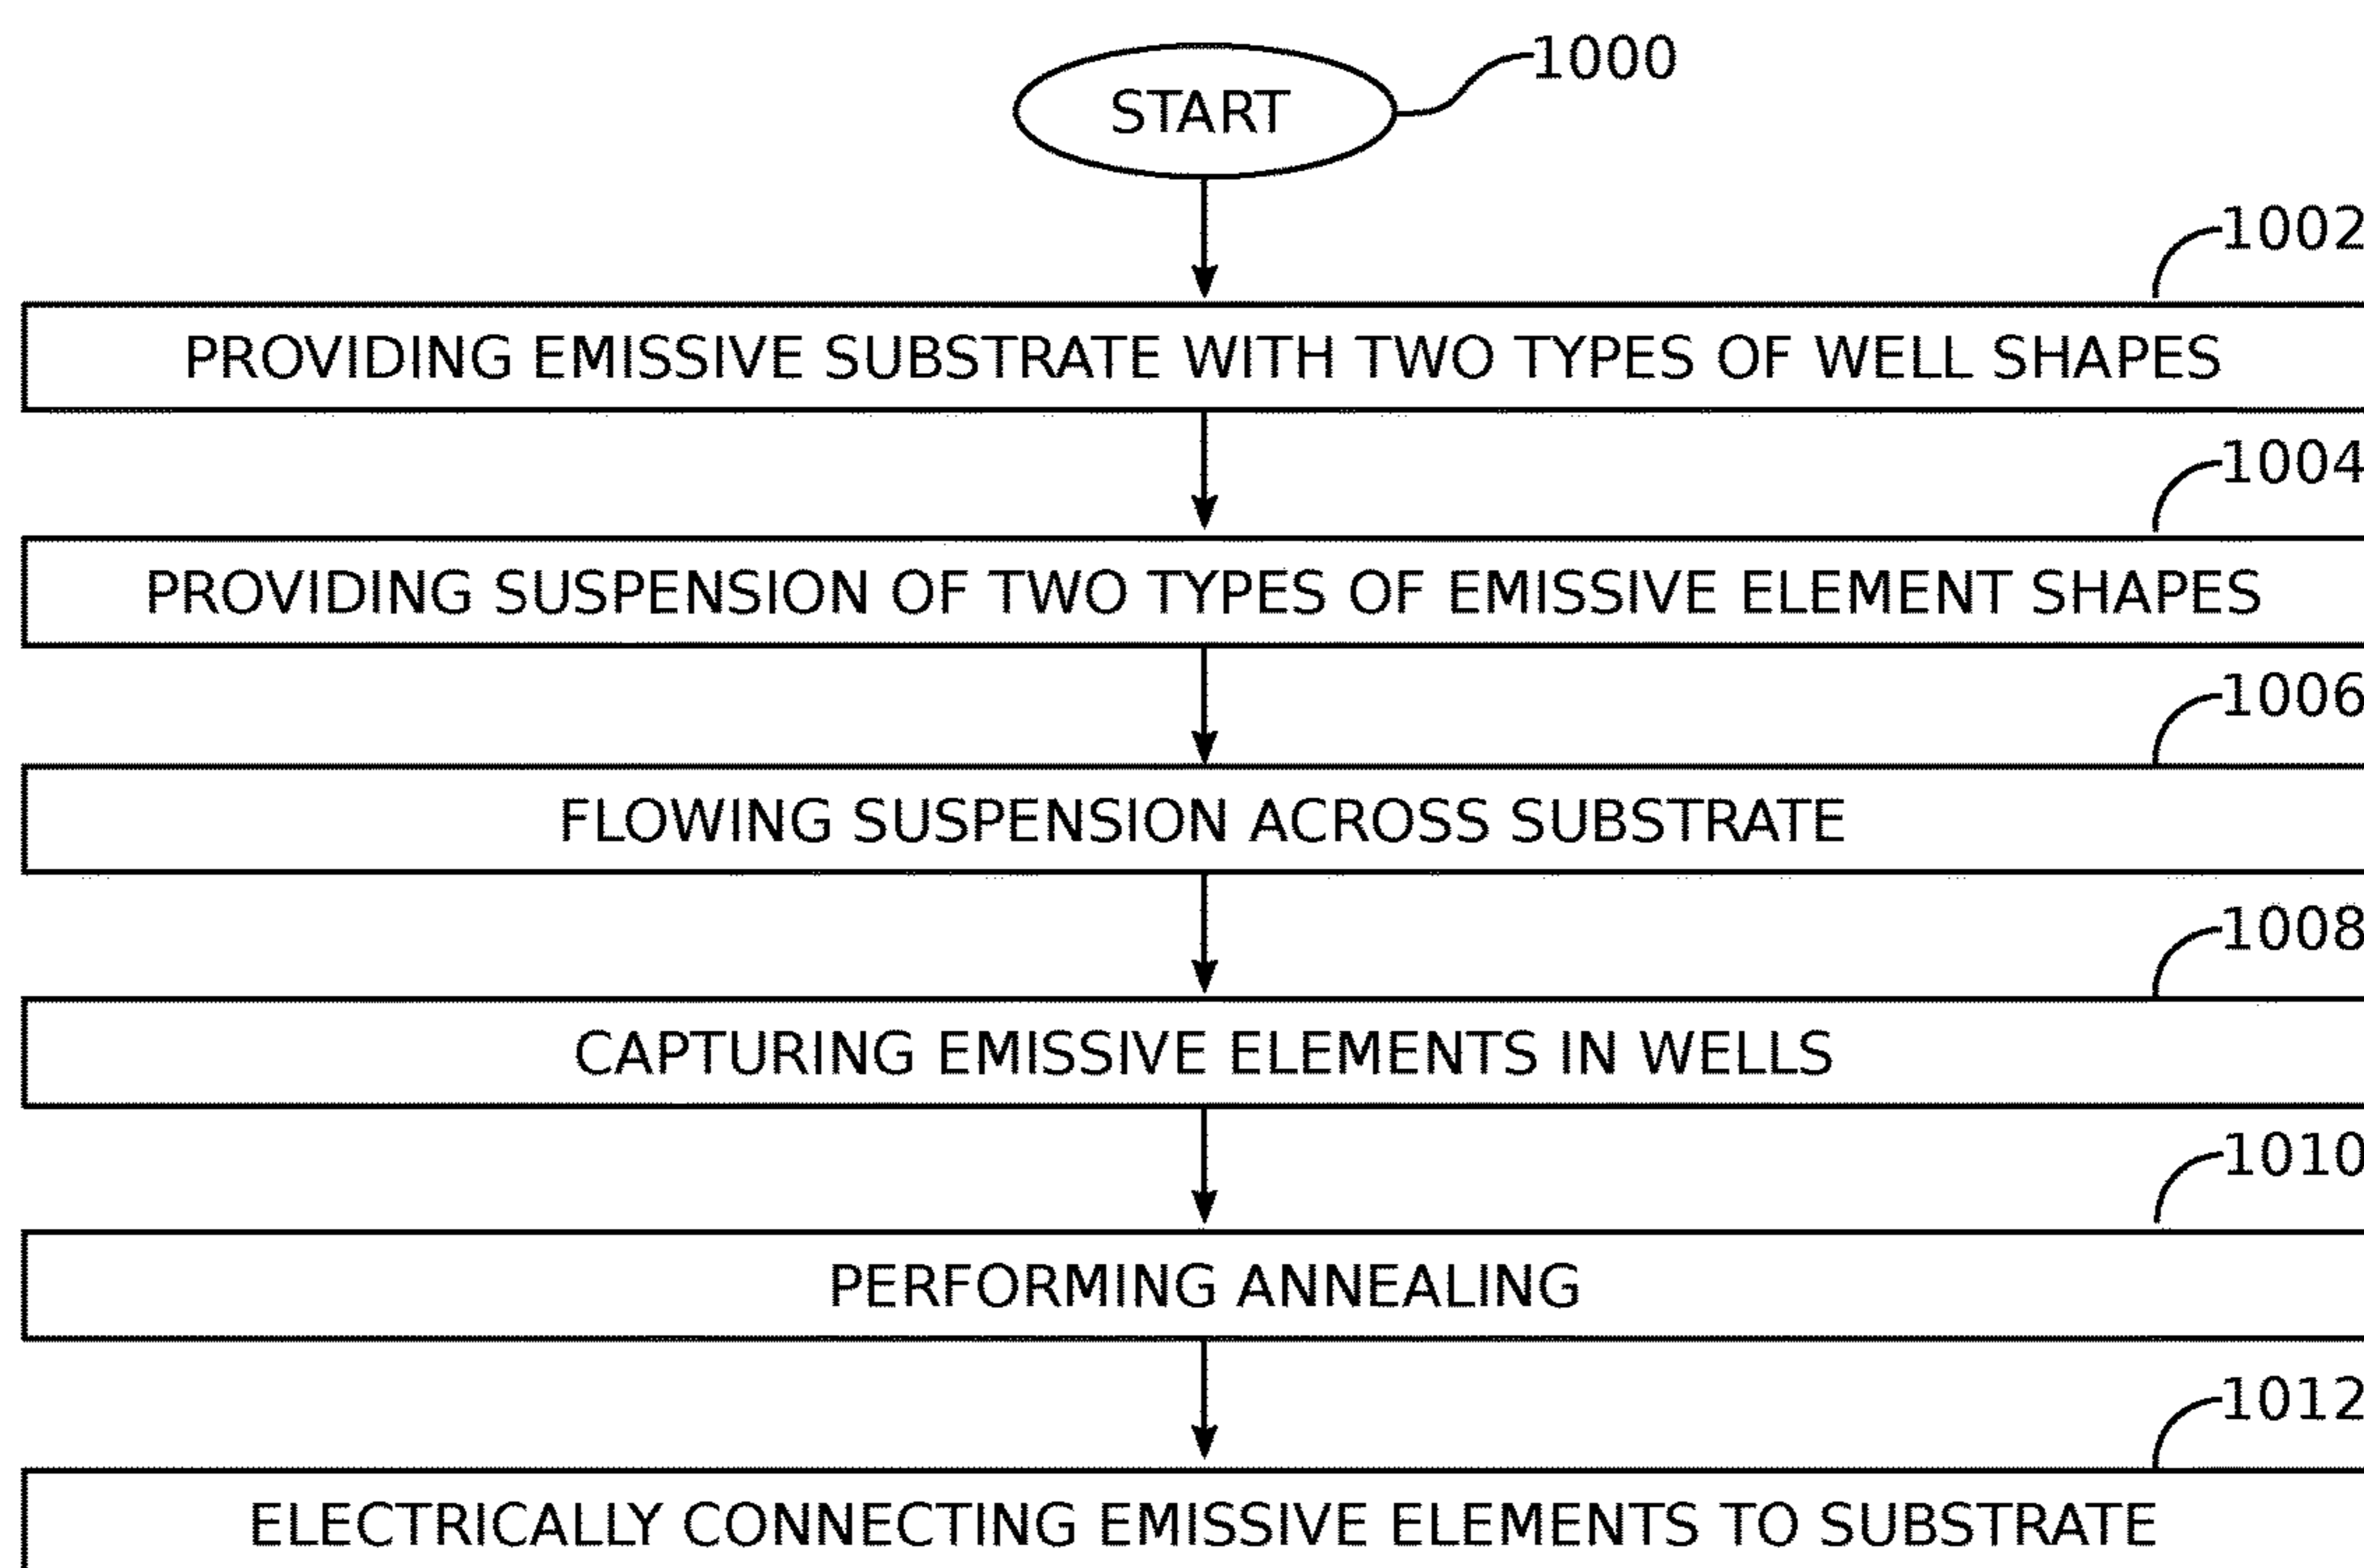 1000
START
1002
PROVIDING EMISSIVE SUBSTRATE WITH TWO TYPES OF WELL SHAPES
1004
PROVIDING SUSPENSION OF TWO TYPES OF EMISSIVE ELEMENT SHAPES
1006
FLOWING SUSPENSION ACROSS SUBSTRATE
1008
CAPTURING EMISSIVE ELEMENTS IN WELLS
1010
PERFORMING ANNEALING
1012
ELECTRICALLY CONNECTING EMISSIVE ELEMENTS TO SUBSTRATE